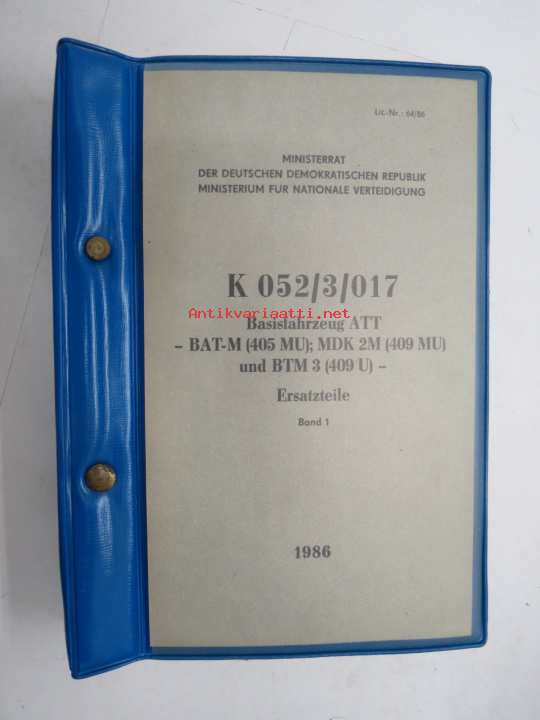 Lic.-Nr.: 64/86
MINISTERRAT
DER DEUTSCHEN DEMOKRATISCHEN REPUBLIK
MINISTERIUM FUR NATIONALE VERTEIDIGUNG
K 052/3/017
Antikvariaatti.net
Basisfahrzeug ATT
– BAT-M (405 MU); MDK 2M (409 MU)
und BTM 3 (409 U) –
Ersatzteile
Band 1
1986